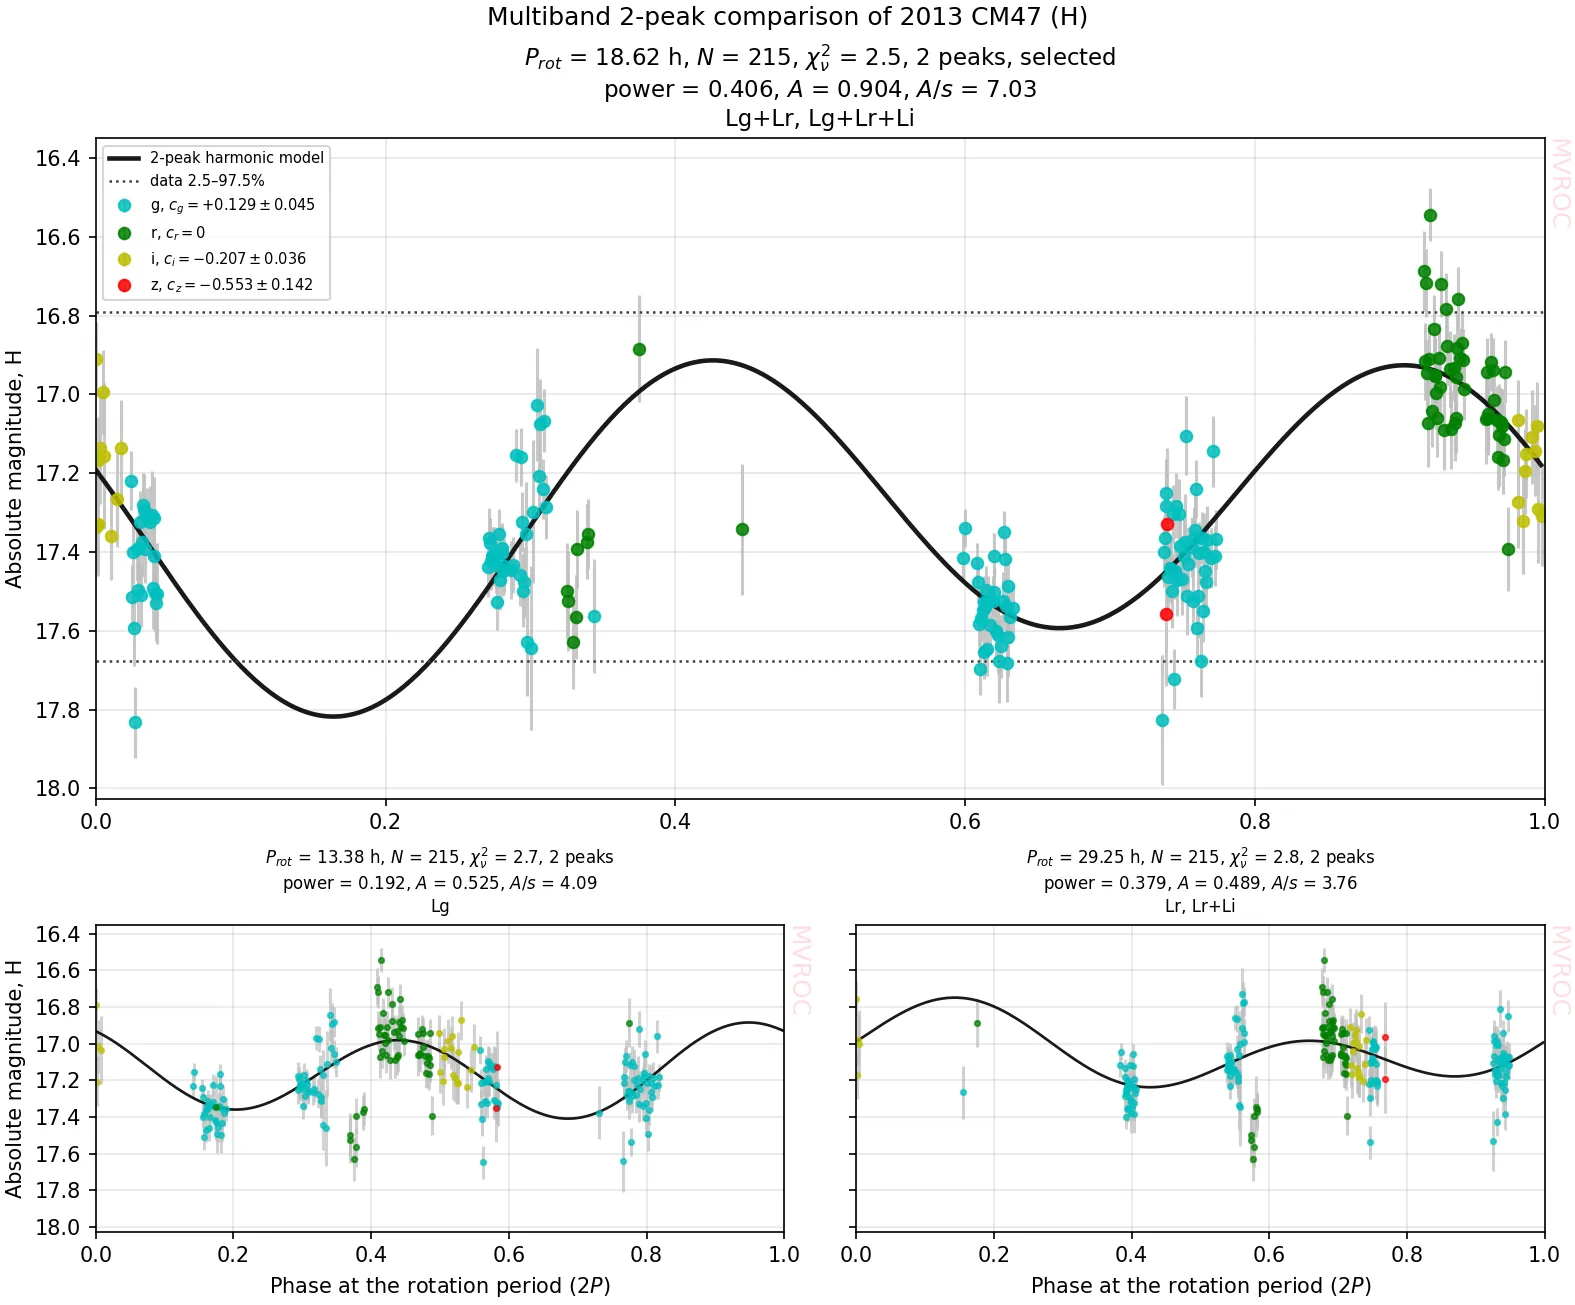 Multiband 2-peak comparison of 2013 CM47 (H)
P_rot = 18.62 h, N = 215, χ²_ν = 2.5, 2 peaks, selected
power = 0.406, A = 0.904, A/s = 7.03
Lg+Lr, Lg+Lr+Li
2-peak harmonic model
data 2.5–97.5%
g, c_g = +0.129 ± 0.045
r, c_r = 0
i, c_i = −0.207 ± 0.036
z, c_z = −0.553 ± 0.142
MVROC
Absolute magnitude, H
16.4
16.6
16.8
17.0
17.2
17.4
17.6
17.8
18.0
0.0 0.2 0.4 0.6 0.8 1.0
P_rot = 13.38 h, N = 215, χ²_ν = 2.7, 2 peaks
power = 0.192, A = 0.525, A/s = 4.09
Lg
MVROC
Absolute magnitude, H
16.4
16.6
16.8
17.0
17.2
17.4
17.6
17.8
18.0
0.0 0.2 0.4 0.6 0.8 1.0
Phase at the rotation period (2P)
P_rot = 29.25 h, N = 215, χ²_ν = 2.8, 2 peaks
power = 0.379, A = 0.489, A/s = 3.76
Lr, Lr+Li
MVROC
0.0 0.2 0.4 0.6 0.8 1.0
Phase at the rotation period (2P)